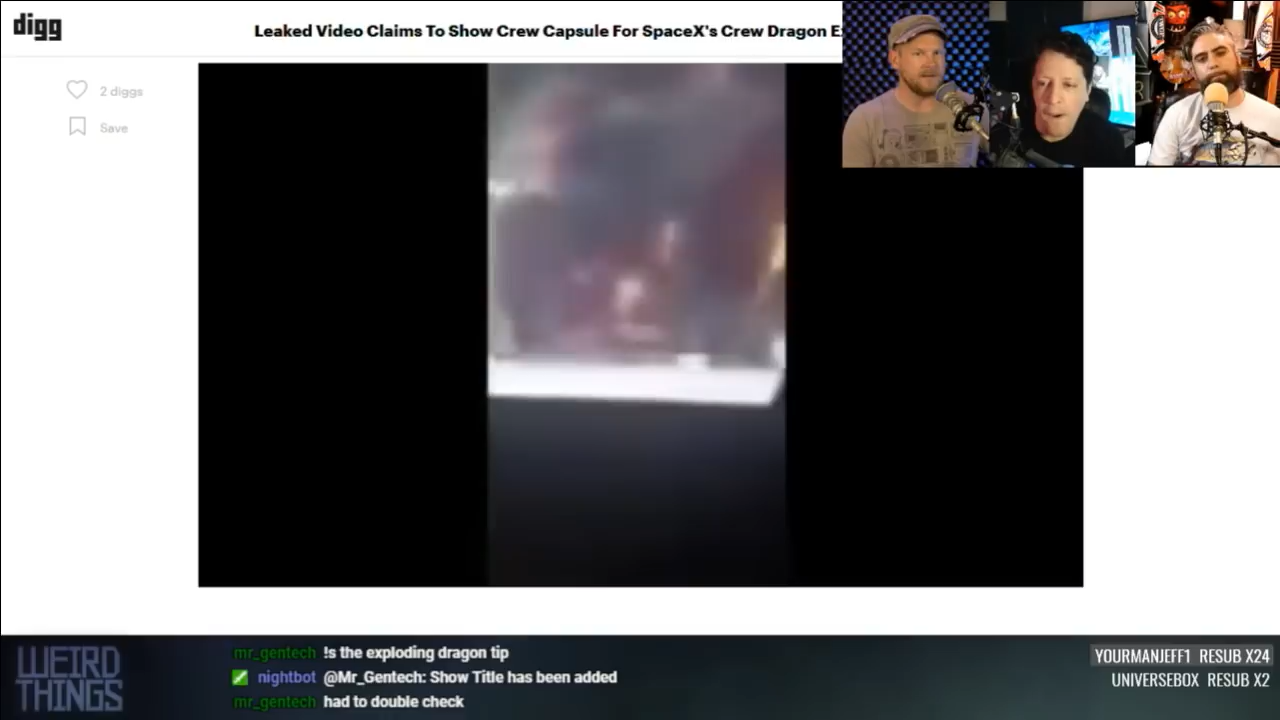 digg
Leaked Video Claims To Show Crew Capsule For SpaceX's Crew Dragon E
2 diggs
Save
WEIRD
THINGS
mr_gentech !s the exploding dragon tip
nightbot @Mr_Gentech: Show Title has been added
mr_gentech had to double check
YOURMANJEFF1 RESUB X24
UNIVERSEBOX RESUB X2